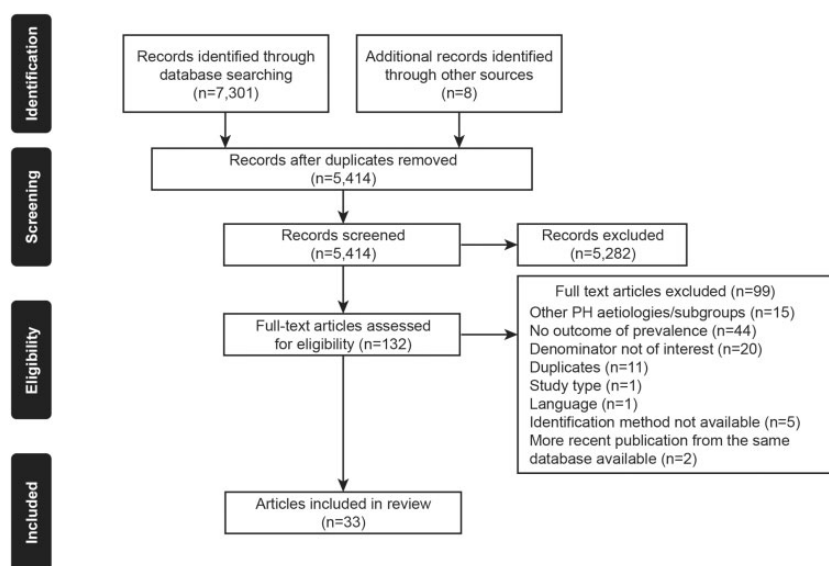 Identification
Records identified through
database searching
(n=7,301)
Additional records identified
through other sources
(n=8)
Screening
Records after duplicates removed
(n=5,414)
Records screened
(n=5,414)
Records excluded
(n=5,282)
Eligibility
Full-text articles assessed
for eligibility (n=132)
Full text articles excluded (n=99)
Other PH aetiologies/subgroups (n=15)
No outcome of prevalence (n=44)
Denominator not of interest (n=20)
Duplicates (n=11)
Study type (n=1)
Language (n=1)
Identification method not available (n=5)
More recent publication from the same
database available (n=2)
Included
Articles included in review
(n=33)